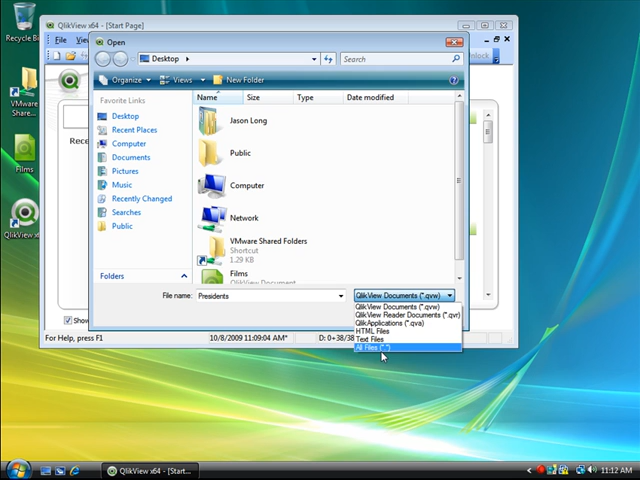 Recycle Bin
VMware Share...
Films
QlikView x64
QlikView x64 - [Start Page]
File
View
Open
Desktop
Search
Organize
Views
New Folder
Favorite Links
Desktop
Recent Places
Computer
Documents
Pictures
Music
Recently Changed
Searches
Public
Folders
Name Size Type Date modified
Jason Long
Public
Computer
Network
VMware Shared Folders
Shortcut
1.29 KB
Films
QlikView Document
File name: Presidents
QlikView Documents (*.qvw)
QlikView Documents (*.qvw)
QlikView Reader Documents (*.qvr)
QlikApplications (*.qva)
HTML Files
Text Files
All Files (*.*)
For Help, press F1
10/8/2009 11:09:04 AM*
D: 0+38/38
QlikView x64 - [Start...
11:12 AM